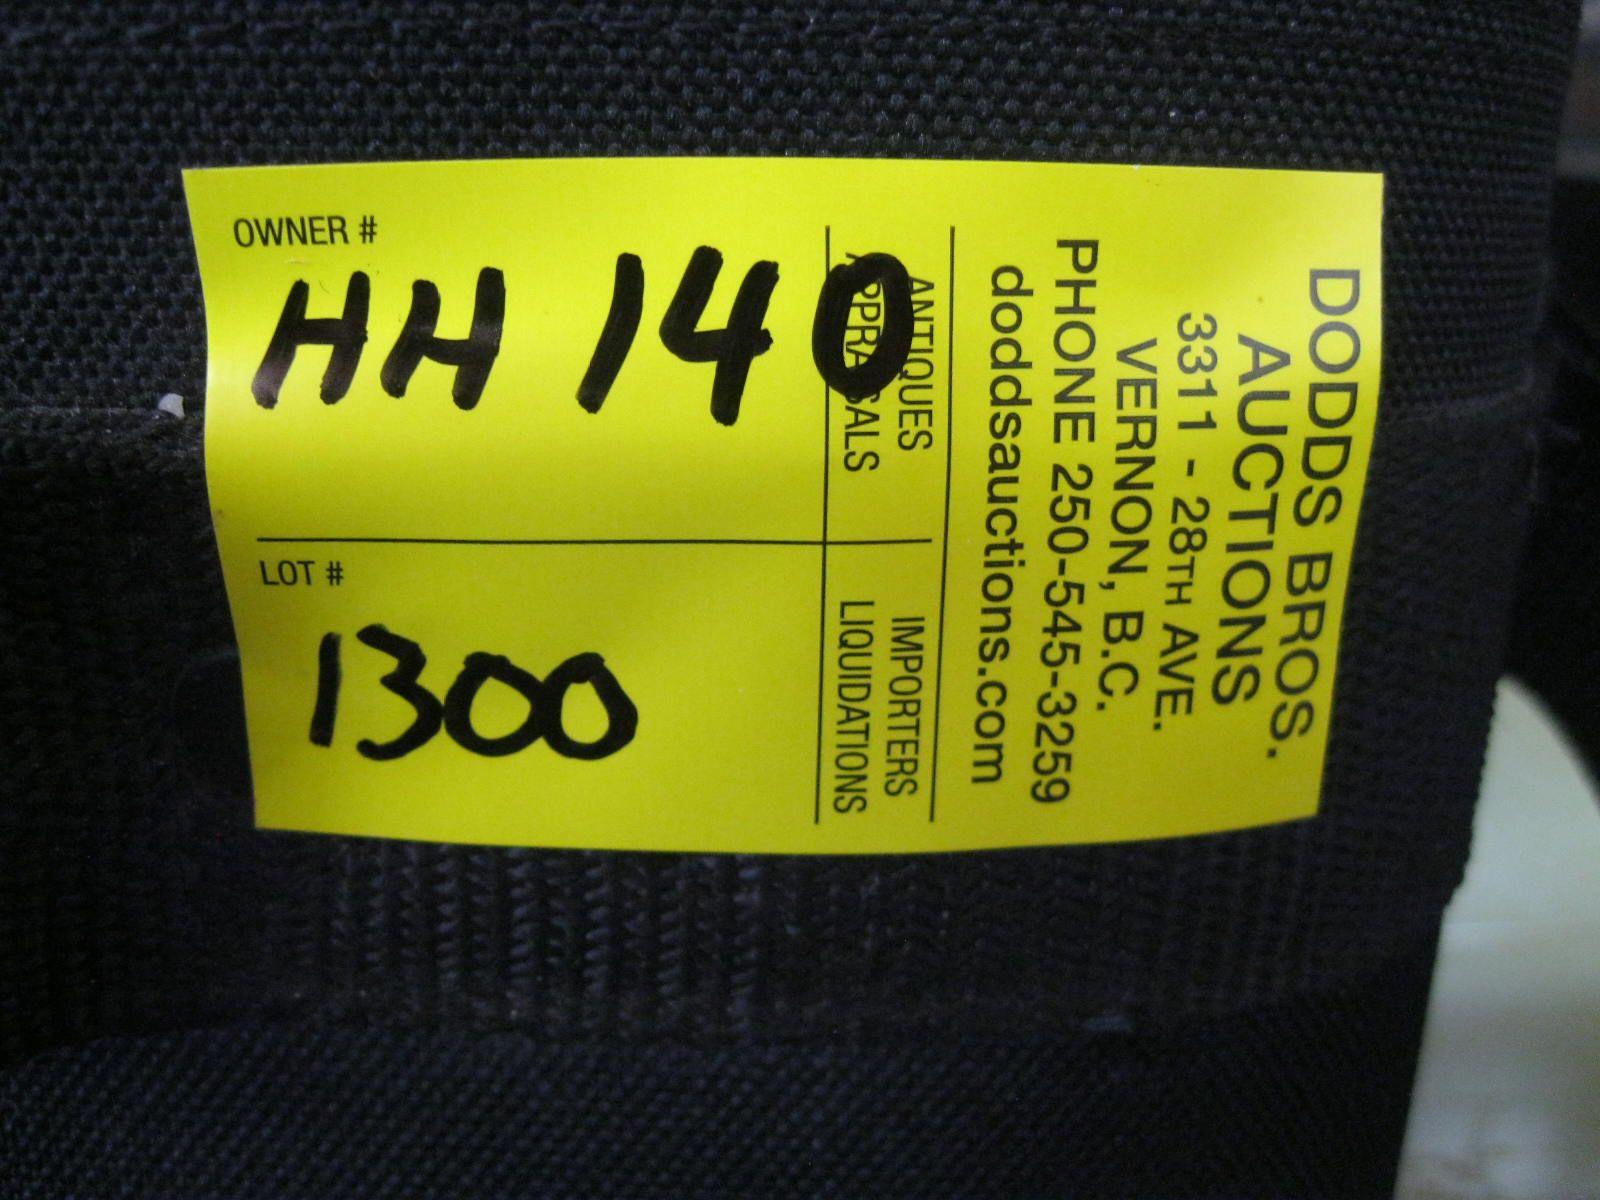 DODDS BROS.
AUCTIONS
3311 - 28TH AVE.
VERNON, B.C.
PHONE 250-545-3259
doddsauctions.com
ANTIQUES IMPORTERS
APPRAISALS LIQUIDATIONS
OWNER #
HH 140
LOT #
1300